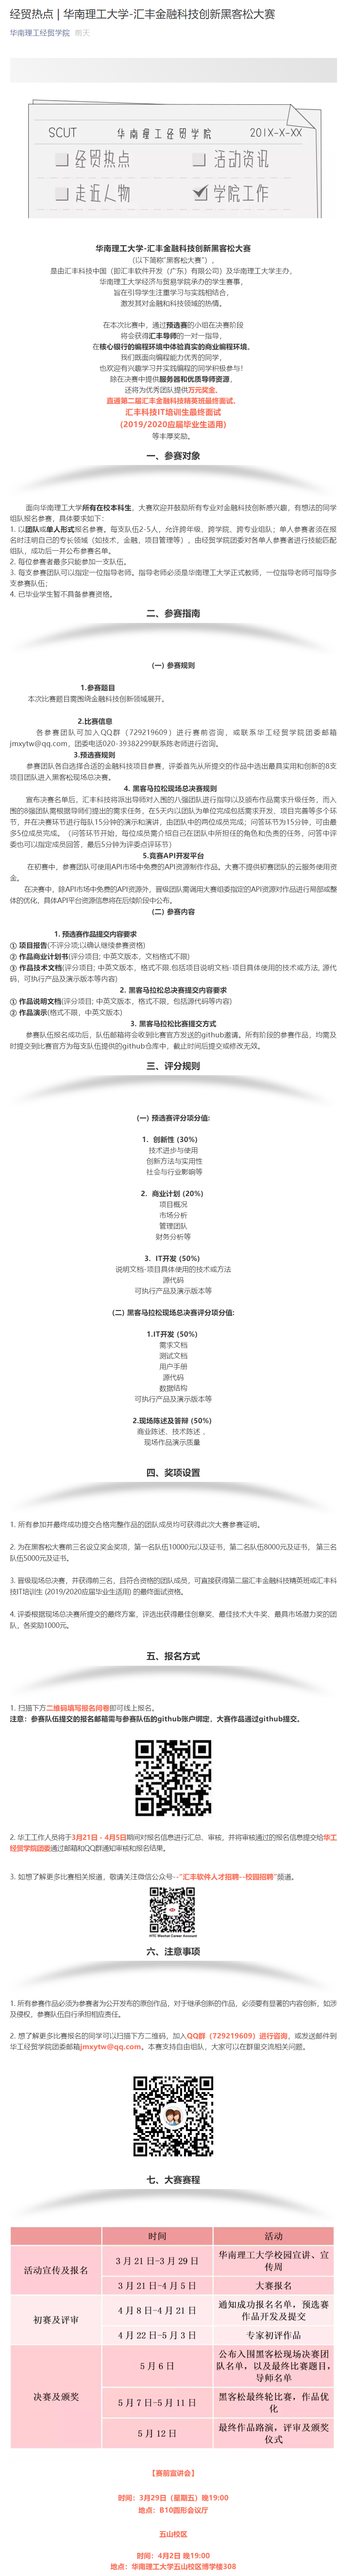 经贸热点 | 华南理工大学-汇丰金融科技创新黑客松大赛
华南理工经贸学院 雨天
SCUT 华南理工经贸学院 201X-X-XX
经贸热点 活动资讯
走近人物 学院工作
华南理工大学-汇丰金融科技创新黑客松大赛
（以下简称“黑客松大赛”），
是由汇丰科技中国（即汇丰软件开发（广东）有限公司）及华南理工大学主办，
华南理工大学经济与贸易学院承办的学生赛事，
旨在引导学生注重学习与实践相结合，
激发其对金融和科技领域的热情。
在本次比赛中，通过预选赛的小组在决赛阶段
将会获得汇丰导师的一对一指导，
在核心银行的编程环境中体验真实的商业编程环境。
我们既面向编程能力优秀的同学，
也欢迎有兴趣学习并实践编程的同学积极参与！
除在决赛中提供服务器和优质导师资源，
还将为优秀团队提供万元奖金、
直通第二届汇丰金融科技精英班最终面试、
汇丰科技IT培训生最终面试
(2019/2020应届毕业生适用)
等丰厚奖励。
一、参赛对象
面向华南理工大学所有在校本科生，大赛欢迎并鼓励所有专业对金融科技创新感兴趣，有想法的同学
组队报名参赛，具体要求如下：
1. 以团队或单人形式报名参赛。每支队伍2-5人，允许跨年级、跨学院、跨专业组队；单人参赛者须在报
名时注明自己的专长领域（如技术，金融，项目管理等），由经贸学院团委对各单人参赛者进行技能匹配
组队，成功后一并公布参赛名单。
2. 每位参赛者最多只能参加一支队伍。
3. 每支参赛团队可以指定一位指导老师。指导老师必须是华南理工大学正式教师，一位指导老师可指导多
支参赛队伍；
4. 已毕业学生暂不具备参赛资格。
二、参赛指南
(一) 参赛规则
1.参赛题目
本次比赛题目需围绕金融科技创新领域展开。
2.比赛信息
各参赛团队可加入QQ群（729219609）进行赛前咨询，或联系华工经贸学院团委邮箱
jmxytw@qq.com，团委电话020-39382299联系陈老师进行咨询。
3.预选赛规则
参赛团队各自选择合适的金融科技项目参赛，评委首先从所提交的作品中选出最具实用和创新的8支
项目团队进入黑客松现场总决赛。
4. 黑客马拉松现场总决赛规则
宣布决赛名单后，汇丰科技将派出导师对入围的八强团队进行指导以及颁布作品需求升级任务，而入
围的8强团队需根据导师们提出的需求任务，在5天内以团队为单位完成包括需求开发，项目完善等多个环
节，并在决赛环节进行每队15分钟的演示和演讲，由团队中的两位成员完成；问答环节为15分钟，可由最
多5位成员完成。（问答环节开始，每位成员需介绍自己在团队中所担任的角色和负责的任务，问答中评
委也可以指定成员回答，最后5分钟为评委点评环节）
5.竞赛API开发平台
在初赛中，参赛团队可使用API市场中免费的API资源制作作品。大赛不提供初赛团队的云服务使用资
金。
在决赛中，除API市场中免费的API资源外，晋级团队需调用大赛组委指定的API资源对作品进行局部或整
体的优化，具体API平台资源信息将在后续阶段中公布。
(二) 参赛内容
1. 预选赛作品提交内容要求
① 项目报告(不评分项;以确认继续参赛资格)
② 作品商业计划书(评分项目; 中英文版本，文档格式不限)
③ 作品技术文档(评分项目; 中英文版本，格式不限.包括项目说明文档-项目具体使用的技术或方法, 源代
码，可执行产品及演示版本等内容)
2. 黑客马拉松总决赛提交内容要求
① 作品说明文档(评分项目; 中英文版本，格式不限，包括源代码等内容)
② 作品演示(格式不限，中英文版本)
3. 黑客马拉松比赛提交方式
参赛队伍报名成功后，队伍邮箱将会收到比赛官方发送的github邀请。所有阶段的参赛作品，均需及
时提交到比赛官方为每支队伍提供的github仓库中，截止时间后提交或修改无效。
三、评分规则
(一) 预选赛评分项分值:
1. 创新性 (30%)
技术进步与使用
创新方法与实用性
社会与行业影响等
2. 商业计划 (20%)
项目概况
市场分析
管理团队
财务分析等
3. IT开发 (50%)
说明文档-项目具体使用的技术或方法
源代码
可执行产品及演示版本等
(二) 黑客马拉松现场总决赛评分项分值:
1.IT开发 (50%)
需求文档
测试文档
用户手册
源代码
数据结构
可执行产品及演示版本等
2.现场陈述及答辩 (50%)
商业陈述、技术陈述 、
现场作品演示质量
四、奖项设置
1. 所有参加并最终成功提交合格完整作品的团队成员均可获得此次大赛参赛证明。
2. 为在黑客松大赛前三名设立奖金奖项，第一名队伍10000元以及证书，第二名队伍8000元及证书， 第三名
队伍5000元及证书。
3. 晋级现场总决赛，并获得前三名，且符合资格的团队成员，可直接获得第二届汇丰金融科技精英班或汇丰科
技IT培训生 (2019/2020应届毕业生适用) 的最终面试资格。
4. 评委根据现场总决赛所提交的最终方案，评选出获得最佳创意奖、最佳技术大牛奖、最具市场潜力奖的团
队，各奖励1000元。
五、报名方式
1. 扫描下方二维码填写报名问卷即可线上报名。
注意：参赛队伍提交的报名邮箱需与参赛队伍的github账户绑定，大赛作品通过github提交。
2. 华工工作人员将于3月21日 - 4月5日期间对报名信息进行汇总、审核，并将审核通过的报名信息提交给华工
经贸学院团委通过邮箱和QQ群通知审核和报名结果。
3. 如想了解更多比赛相关报道，敬请关注微信公众号--“汇丰软件人才招聘--校园招聘”频道。
HTC Wechat Career Account
六、注意事项
1. 所有参赛作品必须为参赛者为公开发布的原创作品，对于继承创新的作品，必须要有显著的内容创新，如涉
及侵权，参赛队伍自行承担相应责任。
2. 想了解更多比赛报名的同学可以扫描下方二维码，加入QQ群（729219609）进行咨询，或发送邮件到
华工经贸学院团委邮箱jmxytw@qq.com。本赛支持自由组队，大家可以在群里交流相关问题。
七、大赛赛程
时间 活动
活动宣传及报名 3 月 21 日-3 月 29 日 华南理工大学校园宣讲、宣
传周
3 月 21 日-4 月 5 日 大赛报名
初赛及评审 4 月 8 日-4 月 21 日 通知成功报名名单，预选赛
作品开发及提交
4 月 22 日-5 月 3 日 专家初评作品
决赛及颁奖 5 月 6 日 公布入围黑客松现场决赛团
队名单，以及最终比赛题目，
导师名单
5 月 7 日-5 月 11 日 黑客松最终轮比赛，作品优
化
5 月 12 日 最终作品路演，评审及颁奖
仪式
【赛前宣讲会】
时间：3月29日（星期五）晚19:00
地点：B10圆形会议厅
五山校区
时间：4月2日 晚19:00
地点：华南理工大学五山校区博学楼308